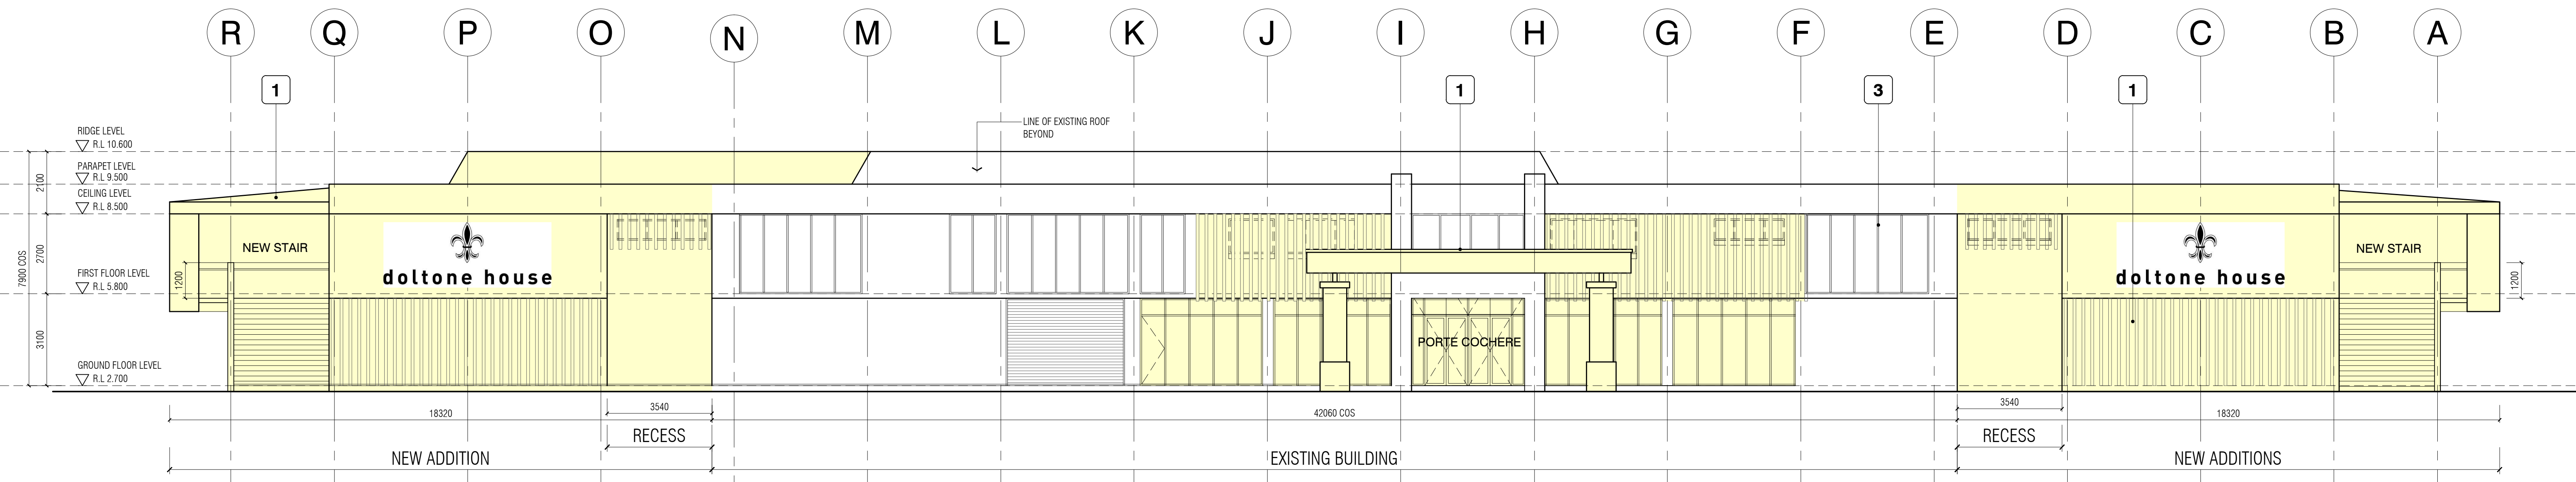 R Q P O N M L K J I H G F E D C B A
1 1 3 1
LINE OF EXISTING ROOF
BEYOND
RIDGE LEVEL
R.L 10.600
PARAPET LEVEL
R.L 9.500
CEILING LEVEL
R.L 8.500
FIRST FLOOR LEVEL
R.L 5.800
GROUND FLOOR LEVEL
R.L 2.700
7900 COS
2100
2700
3100
1200
NEW STAIR
doltone house
PORTE COCHERE
doltone house
NEW STAIR
1200
18320
3540
42060 COS
3540
18320
RECESS
RECESS
NEW ADDITION
EXISTING BUILDING
NEW ADDITIONS